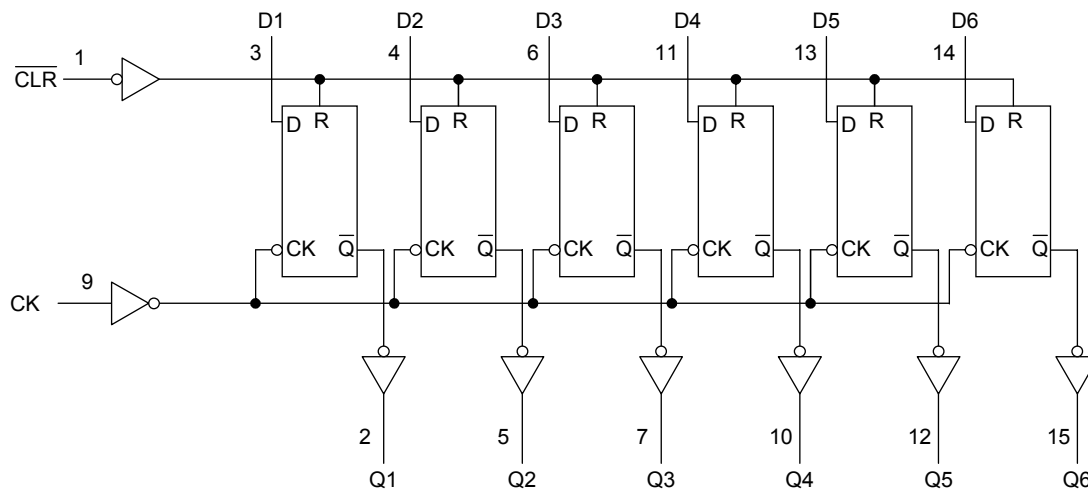 D1 D2 D3 D4 D5 D6
1 3 4 6 11 13 14
C̅L̅R̅
D R D R D R D R D R D R
CK Q̅ CK Q̅ CK Q̅ CK Q̅ CK Q̅ CK Q̅
9
CK
2 5 7 10 12 15
Q1 Q2 Q3 Q4 Q5 Q6